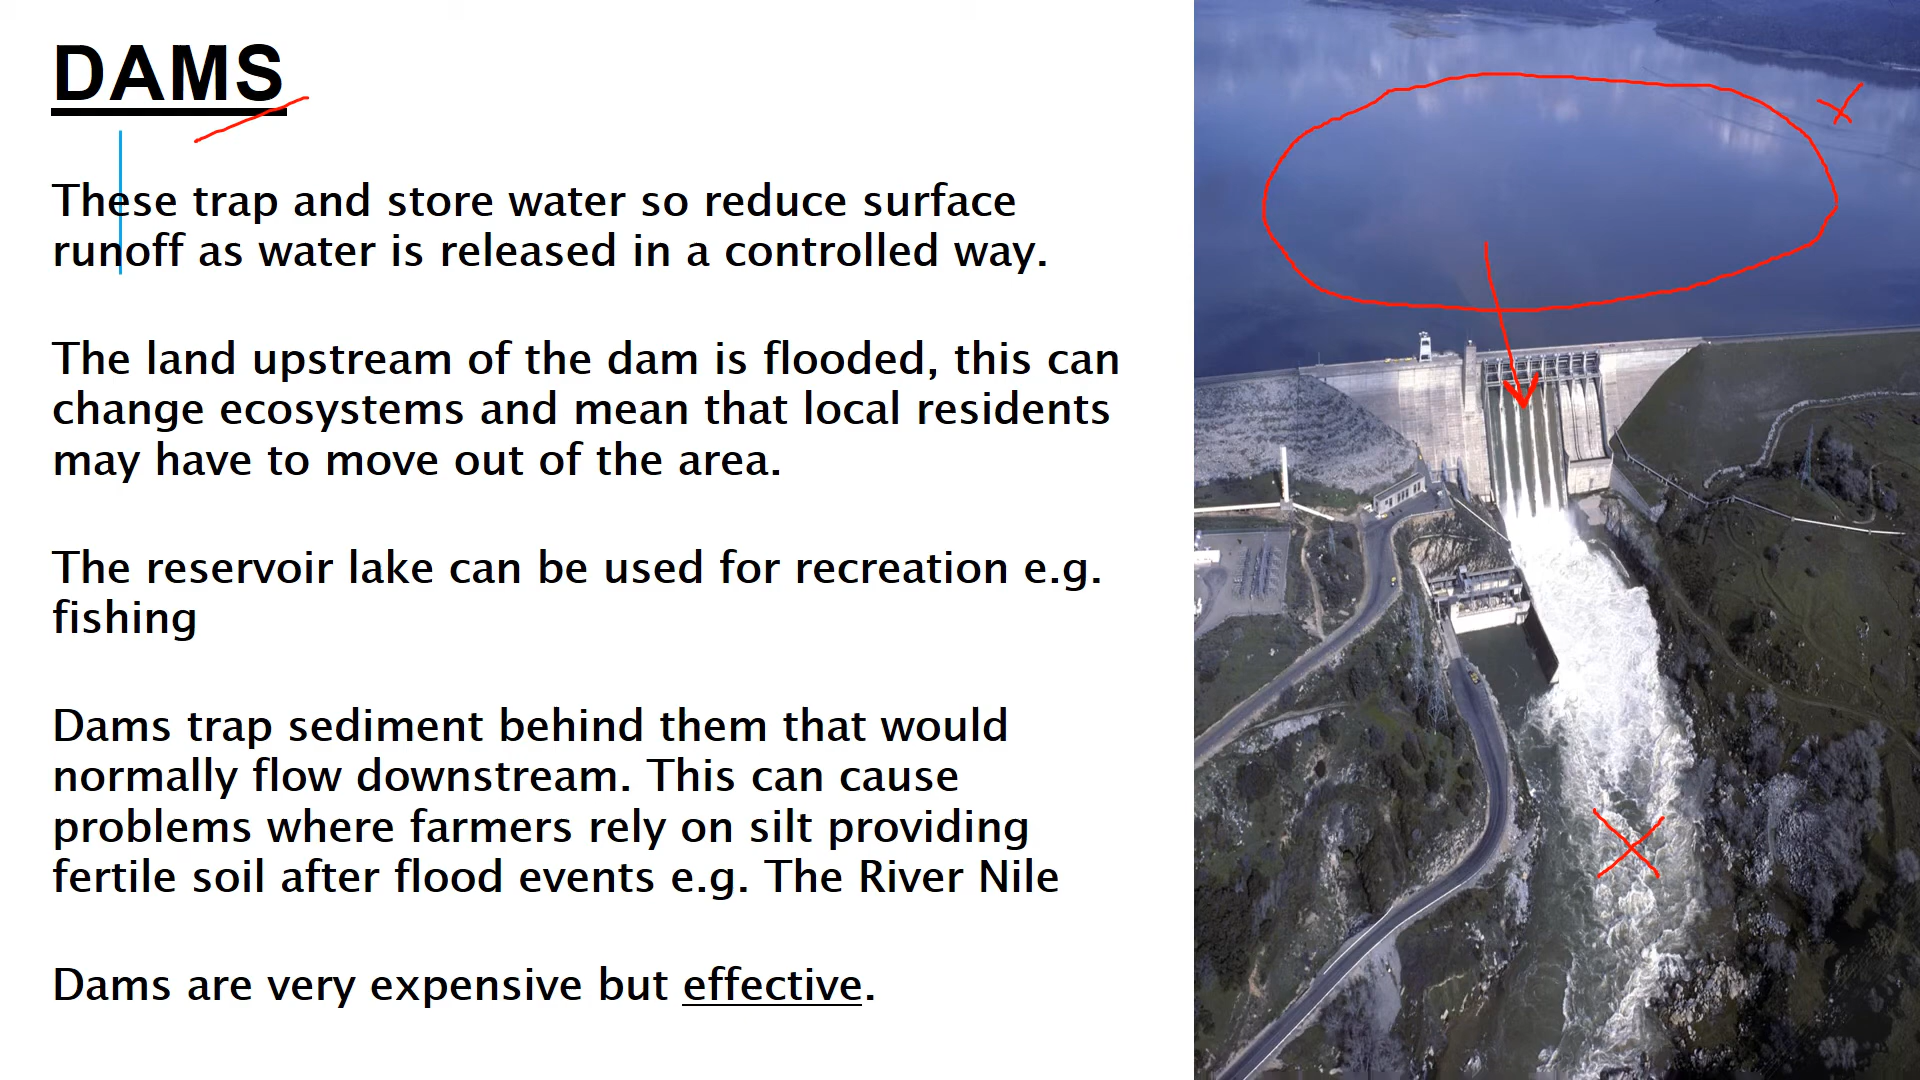 DAMS
These trap and store water so reduce surface
runoff as water is released in a controlled way.
The land upstream of the dam is flooded, this can
change ecosystems and mean that local residents
may have to move out of the area.
The reservoir lake can be used for recreation e.g.
fishing
Dams trap sediment behind them that would
normally flow downstream. This can cause
problems where farmers rely on silt providing
fertile soil after flood events e.g. The River Nile
Dams are very expensive but effective.